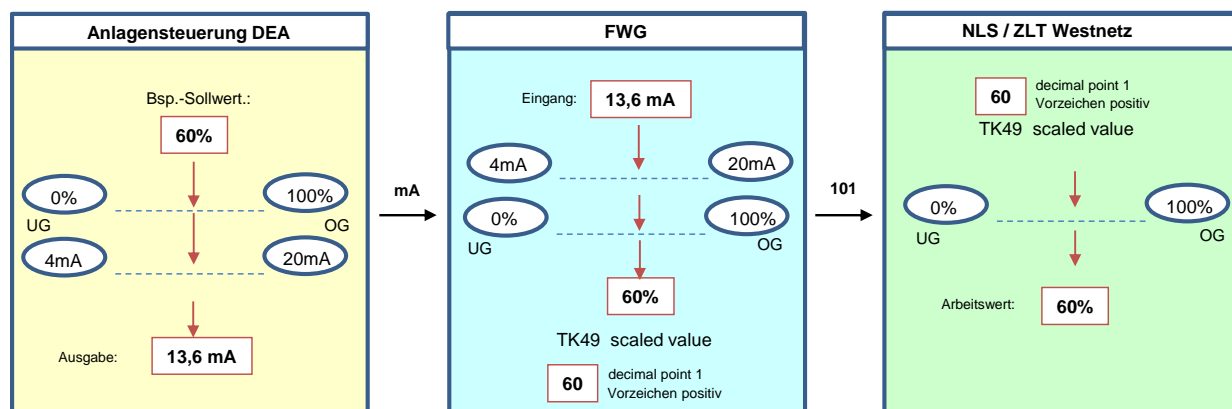 Anlagensteuerung DEA
Bsp.-Sollwert.:
60%
0%
100%
UG
OG
4mA
20mA
Ausgabe:
13,6 mA
mA
FWG
Eingang:
13,6 mA
4mA
20mA
0%
100%
UG
OG
60%
TK49 scaled value
60
decimal point 1
Vorzeichen positiv
101
NLS / ZLT Westnetz
60
decimal point 1
Vorzeichen positiv
TK49 scaled value
0%
100%
UG
OG
Arbeitswert:
60%